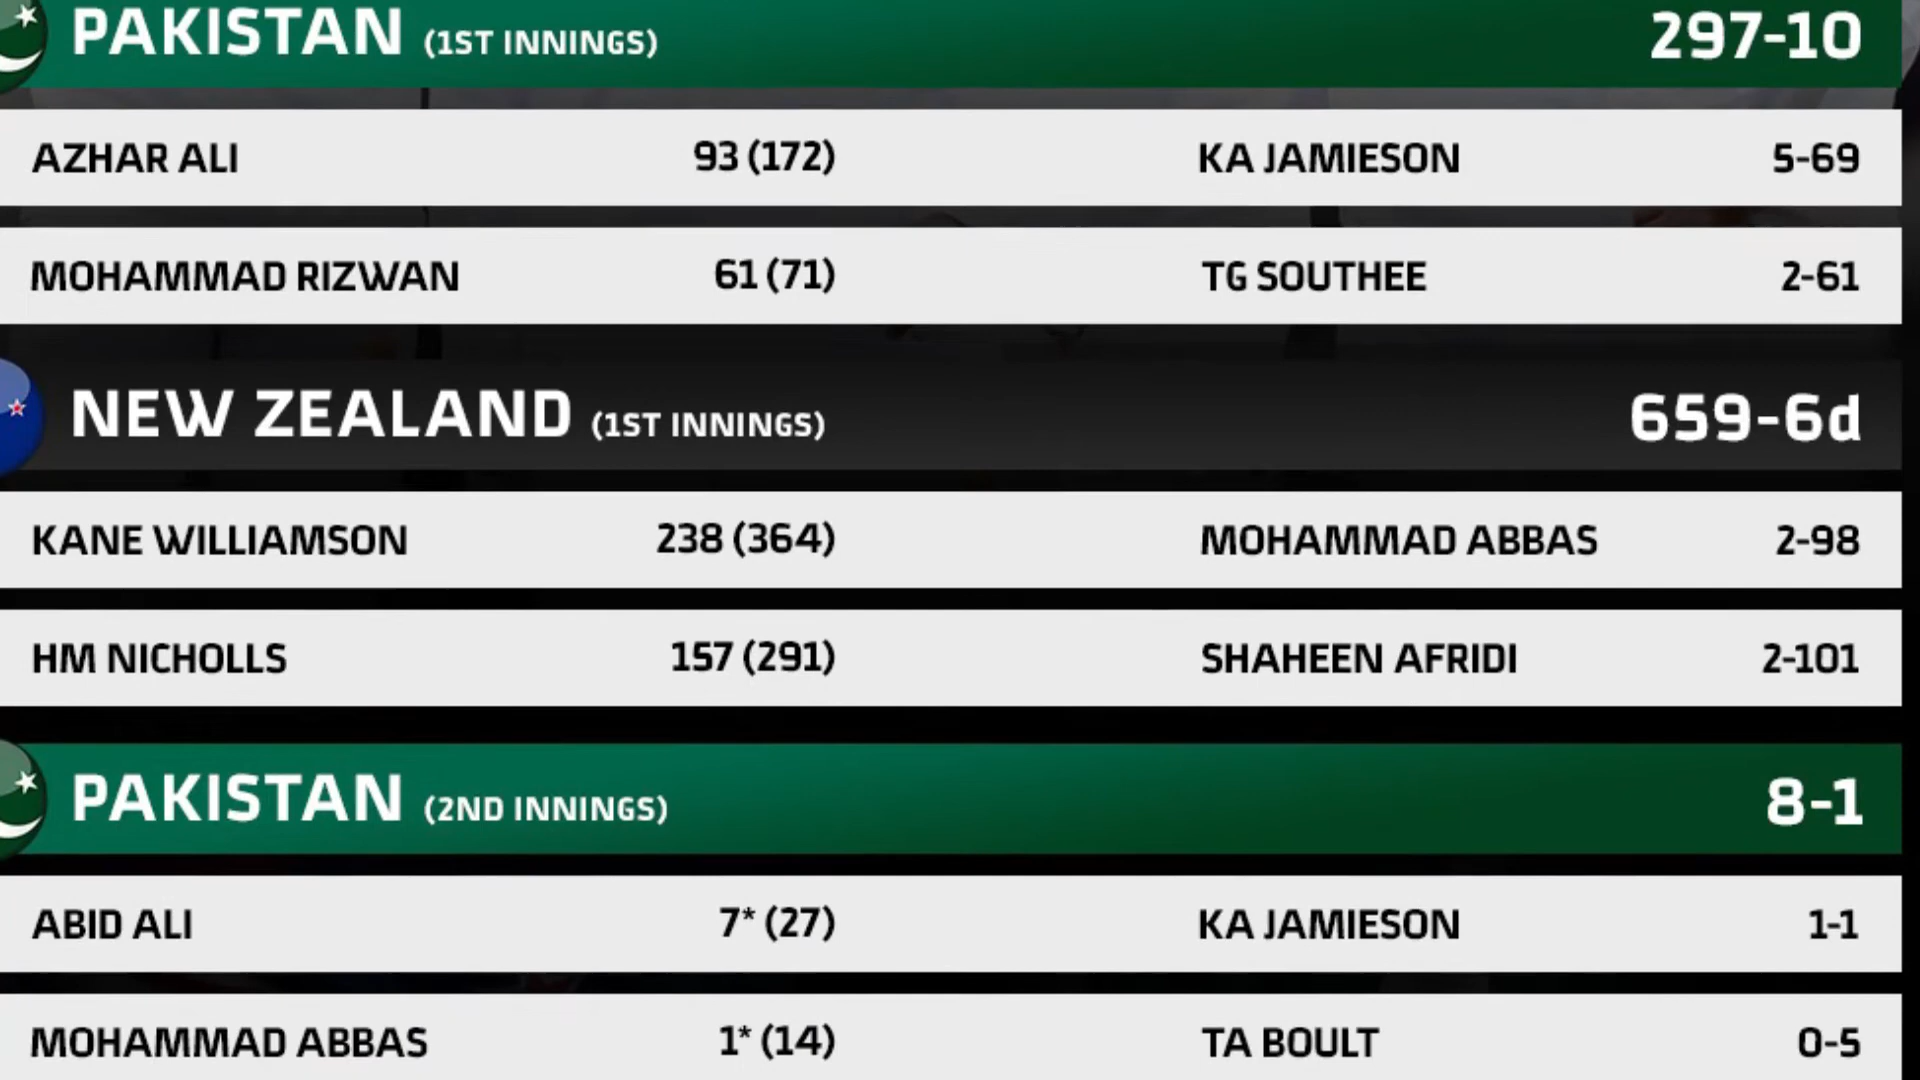 PAKISTAN (1ST INNINGS) 297-10
AZHAR ALI 93 (172) KA JAMIESON 5-69
MOHAMMAD RIZWAN 61 (71) TG SOUTHEE 2-61
NEW ZEALAND (1ST INNINGS) 659-6d
KANE WILLIAMSON 238 (364) MOHAMMAD ABBAS 2-98
HM NICHOLLS 157 (291) SHAHEEN AFRIDI 2-101
PAKISTAN (2ND INNINGS) 8-1
ABID ALI 7* (27) KA JAMIESON 1-1
MOHAMMAD ABBAS 1* (14) TA BOULT 0-5